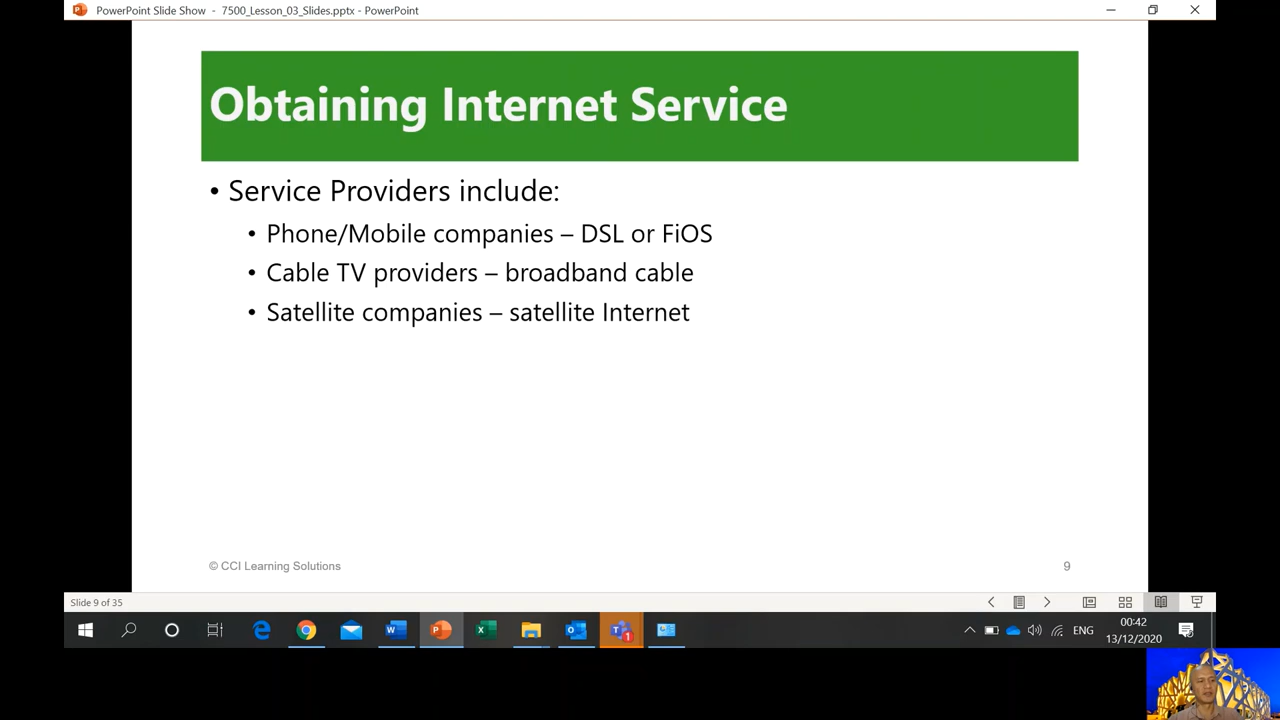 PowerPoint Slide Show - 7500_Lesson_03_Slides.pptx - PowerPoint
Obtaining Internet Service
• Service Providers include:
• Phone/Mobile companies – DSL or FiOS
• Cable TV providers – broadband cable
• Satellite companies – satellite Internet
© CCI Learning Solutions
9
Slide 9 of 35
ENG
00:42
13/12/2020